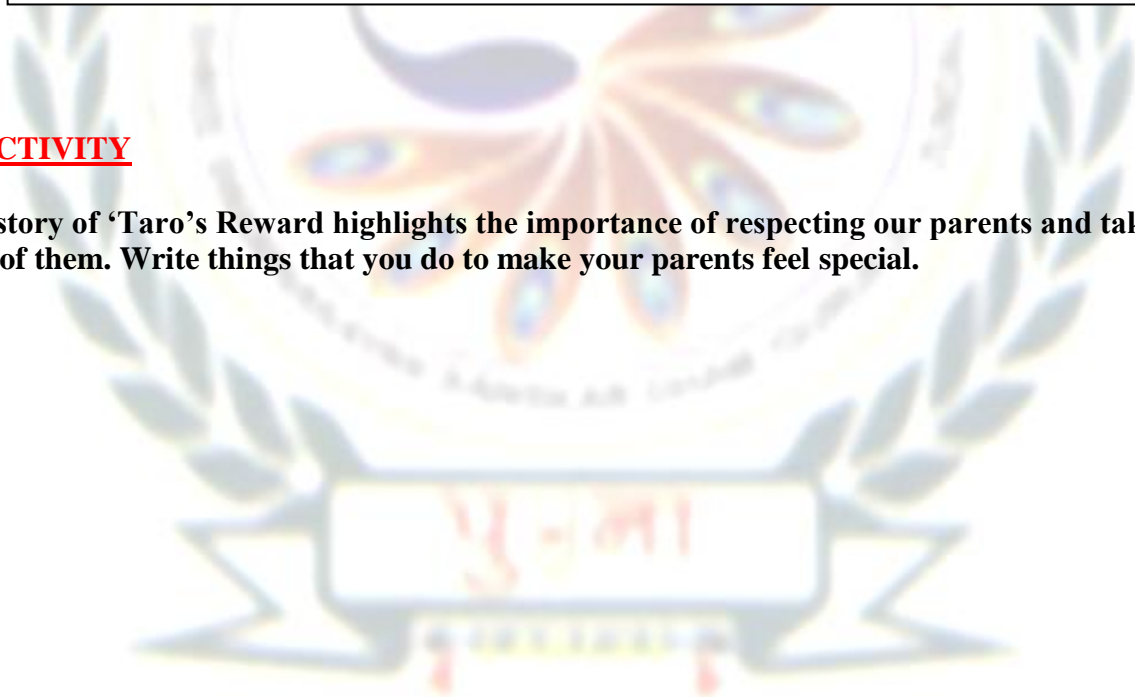 CTIVITY
story of ‘Taro’s Reward highlights the importance of respecting our parents and tak
of them. Write things that you do to make your parents feel special.